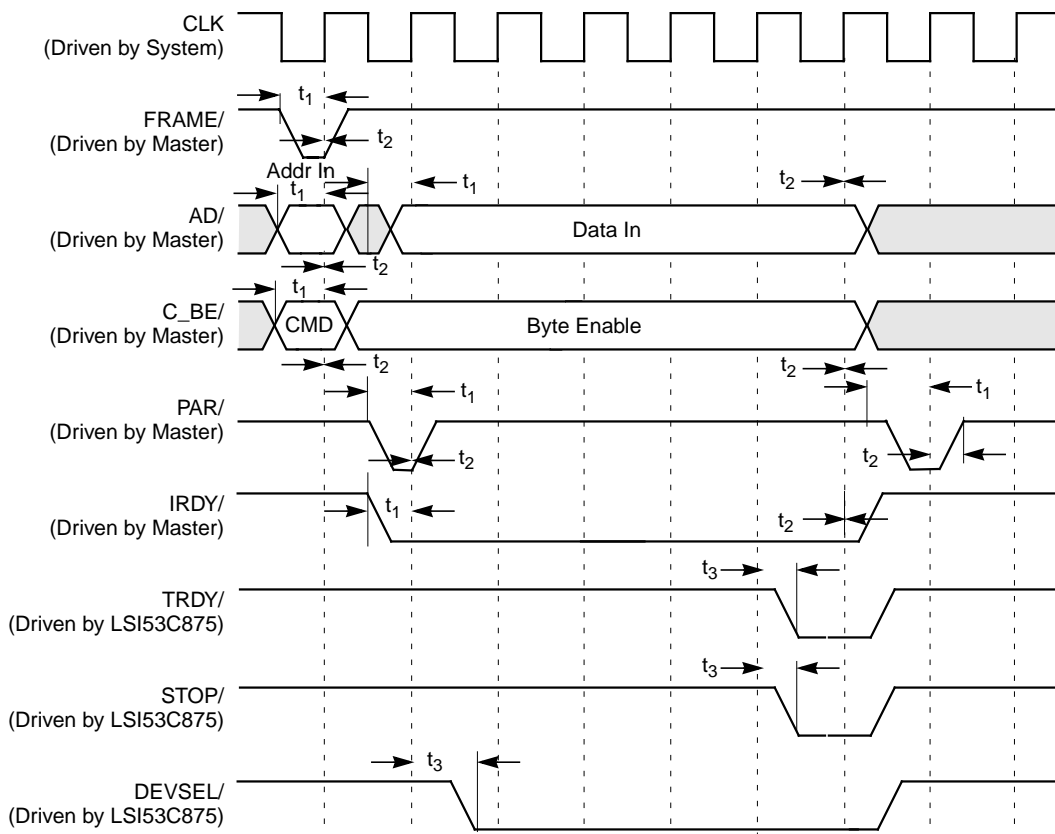 CLK
(Driven by System)
t1
FRAME/
(Driven by Master)
t2
Addr In
t1
t1
t2
AD/
(Driven by Master)
Data In
t2
t1
C_BE/
(Driven by Master)
CMD
Byte Enable
t2
t2
t1
t1
PAR/
(Driven by Master)
t2
t2
IRDY/
(Driven by Master)
t1
t2
t3
TRDY/
(Driven by LSI53C875)
t3
STOP/
(Driven by LSI53C875)
t3
DEVSEL/
(Driven by LSI53C875)